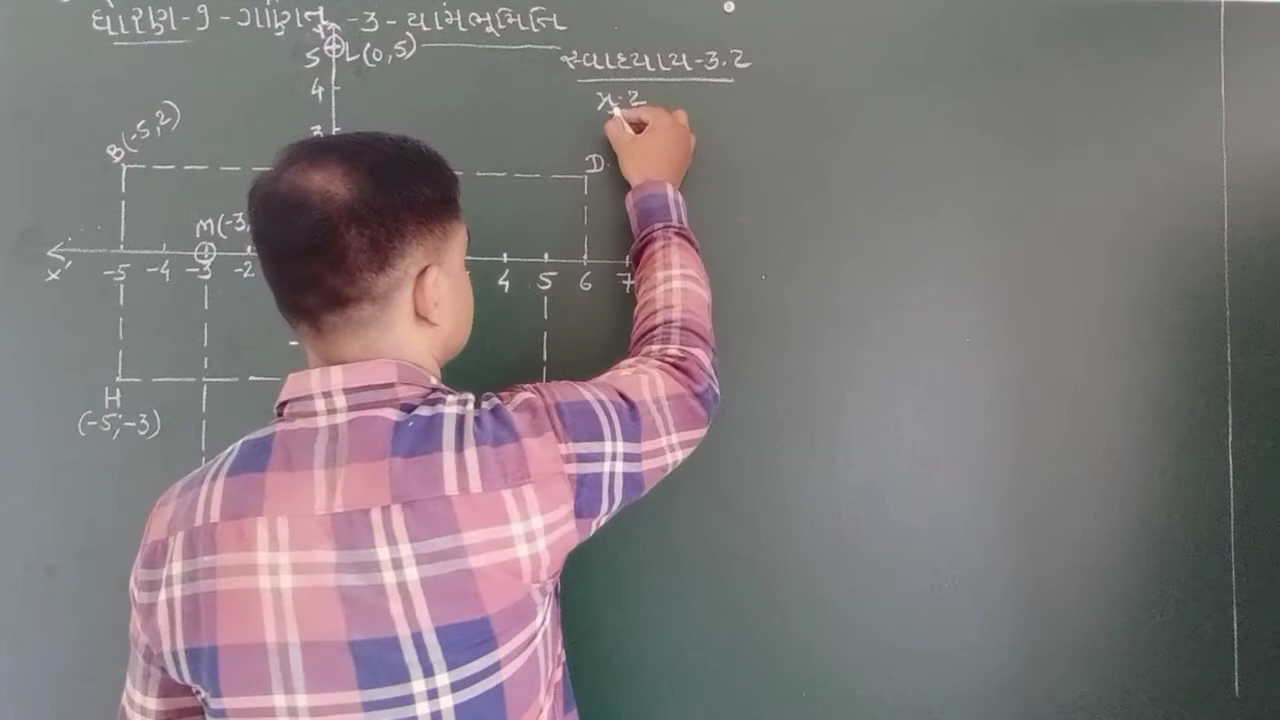 ધોરણ-9-ગણિત -3-યામભૂમિતિ
5 L(0,5)
સ્વાધ્યાય-3.2
4
3
B(-5,2)
D
M(-3,
x' -5 -4 -3 -2 4 5 6 7
H
(-5,-3)